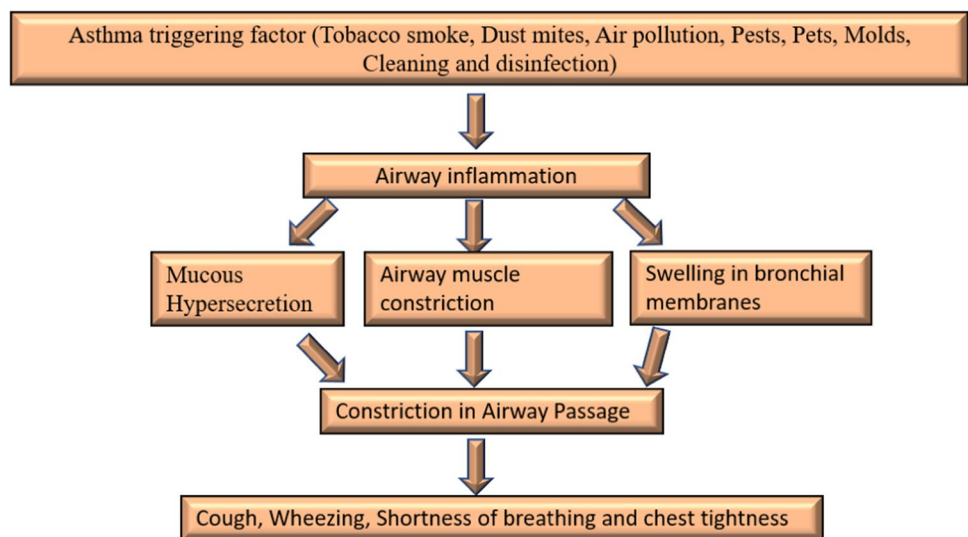 Asthma triggering factor (Tobacco smoke, Dust mites, Air pollution, Pests, Pets, Molds,
Cleaning and disinfection)
Airway inflammation
Mucous
Hypersecretion
Airway muscle
constriction
Swelling in bronchial
membranes
Constriction in Airway Passage
Cough, Wheezing, Shortness of breathing and chest tightness